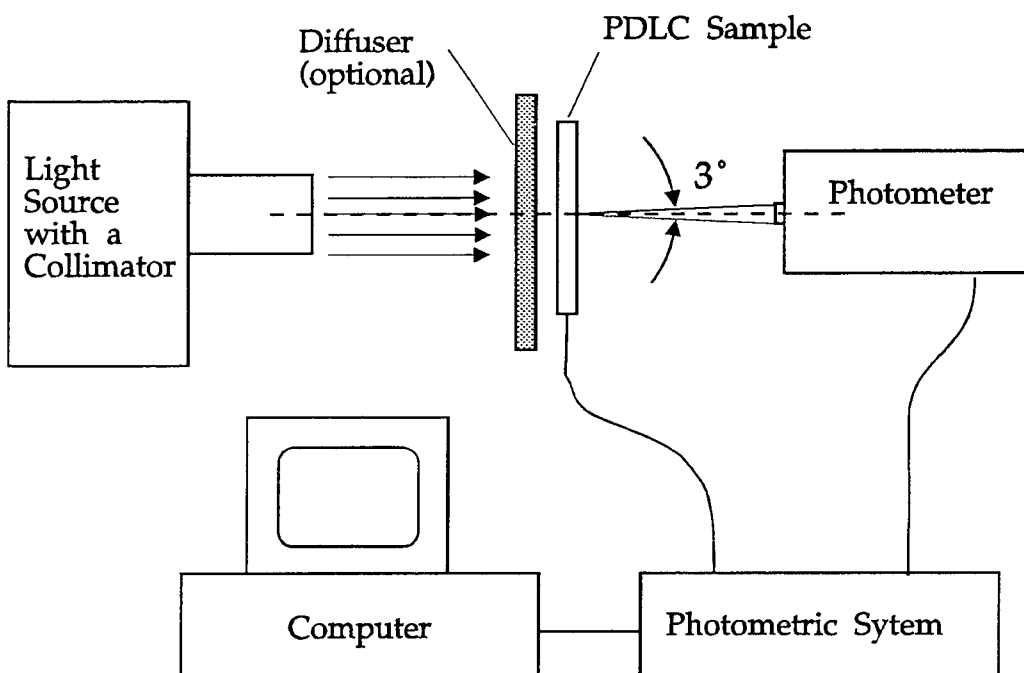 PDLC Sample
Diffuser
(optional)
Light
Source
with a
Collimator
3°
Photometer
Computer
Photometric Sytem